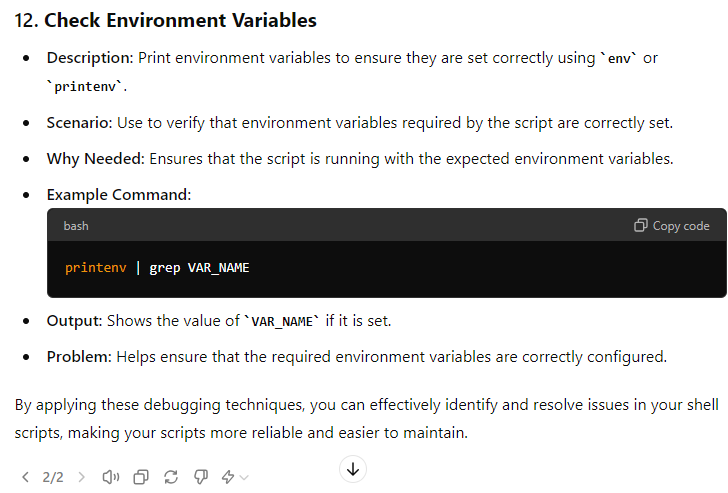 12. Check Environment Variables
Description: Print environment variables to ensure they are set correctly using `env` or
`printenv`.
Scenario: Use to verify that environment variables required by the script are correctly set.
Why Needed: Ensures that the script is running with the expected environment variables.
Example Command:
bash Copy code
printenv | grep VAR_NAME
Output: Shows the value of `VAR_NAME` if it is set.
Problem: Helps ensure that the required environment variables are correctly configured.
By applying these debugging techniques, you can effectively identify and resolve issues in your shell
scripts, making your scripts more reliable and easier to maintain.
2/2